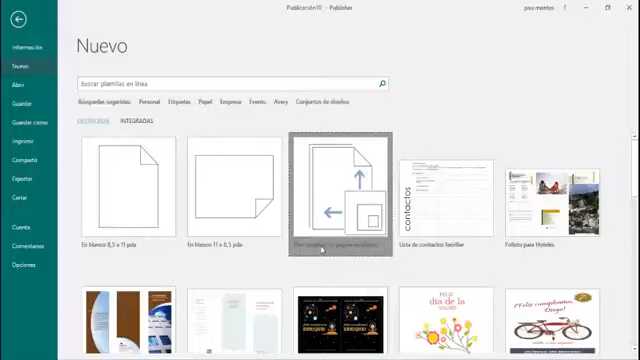 Publicación10 - Publisher
pau montes
?
Información
Nuevo
Nuevo
Abrir
buscar plantillas en línea
Guardar
Búsquedas sugeridas: Personal Etiquetas Papel Empresa Evento Avery Conjuntos de diseños
Guardar como
DESTACADA INTEGRADAS
Imprimir
Compartir
Exportar
Cerrar
contactos
Cuenta
Comentarios
Opciones
En blanco 8,5 x 11 pda
En blanco 11 x 8,5 pda
Lista de contactos familiar
Folleto para Hoteles
FELIZ
día de la
¡Feliz cumpleaños,
Diego!